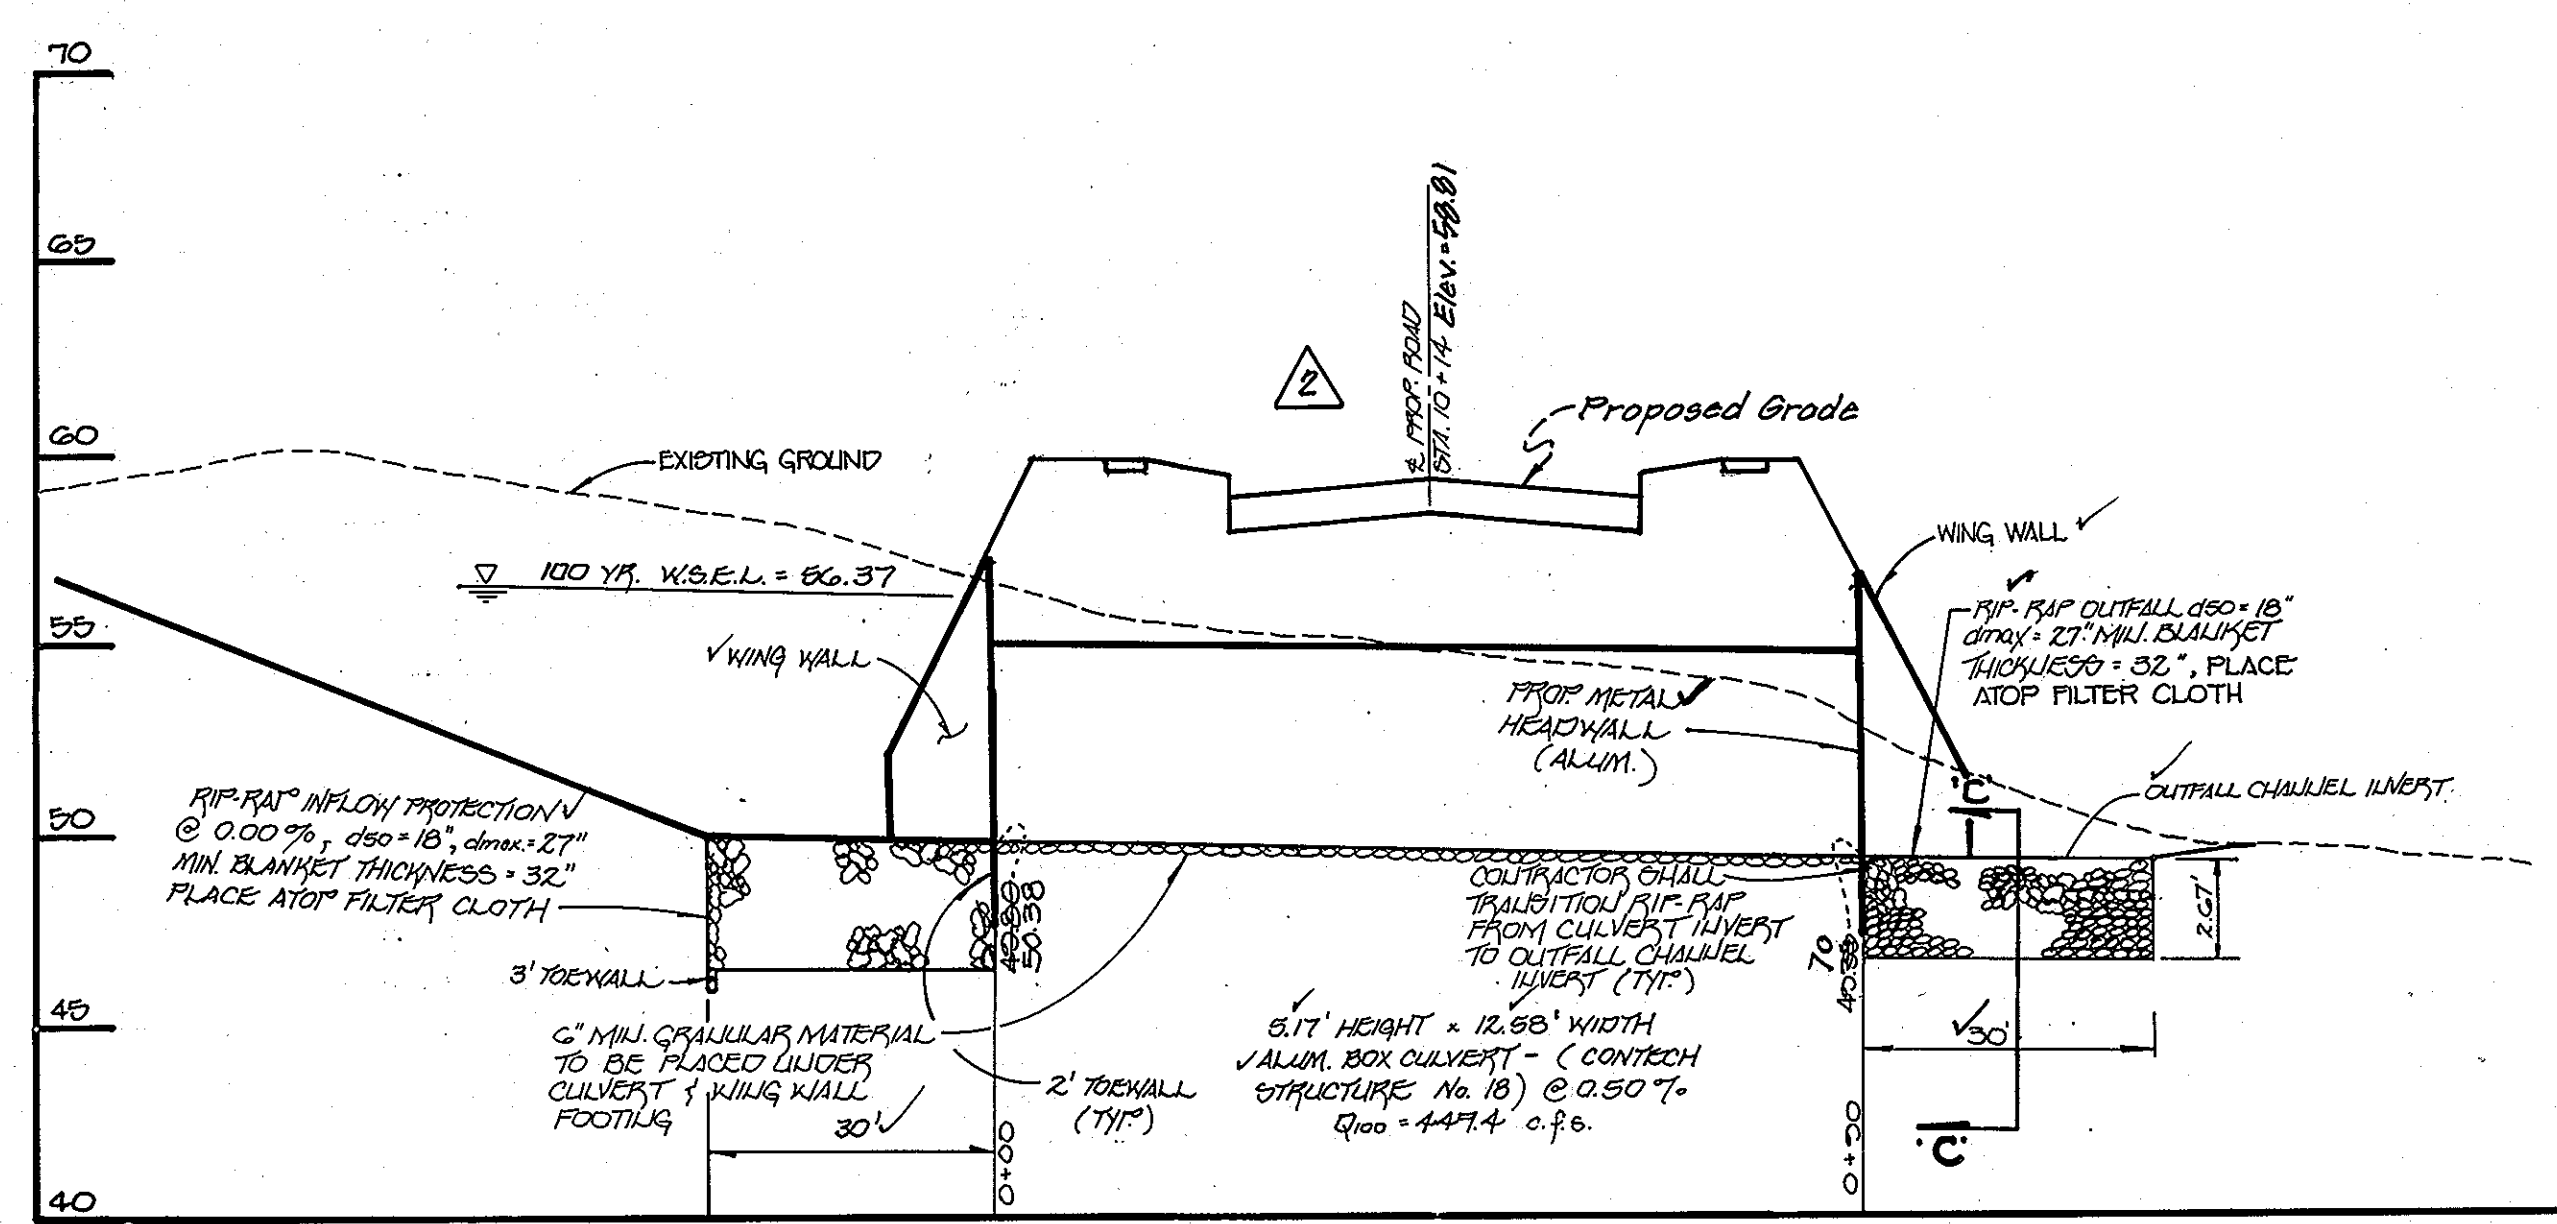 70
65
60
55
50
45
40
EXISTING GROUND
100 YR. W.S.E.L. = 56.37
WING WALL
RIP-RAP INFLOW PROTECTION
@ 0.00 %, d50 = 18", dmax. = 27"
MIN. BLANKET THICKNESS = 32"
PLACE ATOP FILTER CLOTH
3' TOEWALL
6" MIN. GRANULAR MATERIAL
TO BE PLACED UNDER
CULVERT & WING WALL
FOOTING
30'
0+00
50.38
2' TOEWALL
(TYP.)
2
℄ PROP. ROAD
STA. 10+14 Elev. = 58.81
Proposed Grade
PROP. METAL
HEADWALL
(ALUM.)
CONTRACTOR SHALL
TRANSITION RIP-RAP
FROM CULVERT INVERT
TO OUTFALL CHANNEL
INVERT (TYP.)
5.17' HEIGHT x 12.58' WIDTH
ALUM. BOX CULVERT - (CONTECH
STRUCTURE No. 18) @ 0.50 %
Q100 = 447.4 c.f.s.
70
WING WALL
RIP-RAP OUTFALL d50 = 18"
dmax = 27" MIN. BLANKET
THICKNESS = 32", PLACE
ATOP FILTER CLOTH
'C'
OUTFALL CHANNEL INVERT
2.67'
30'
'C'